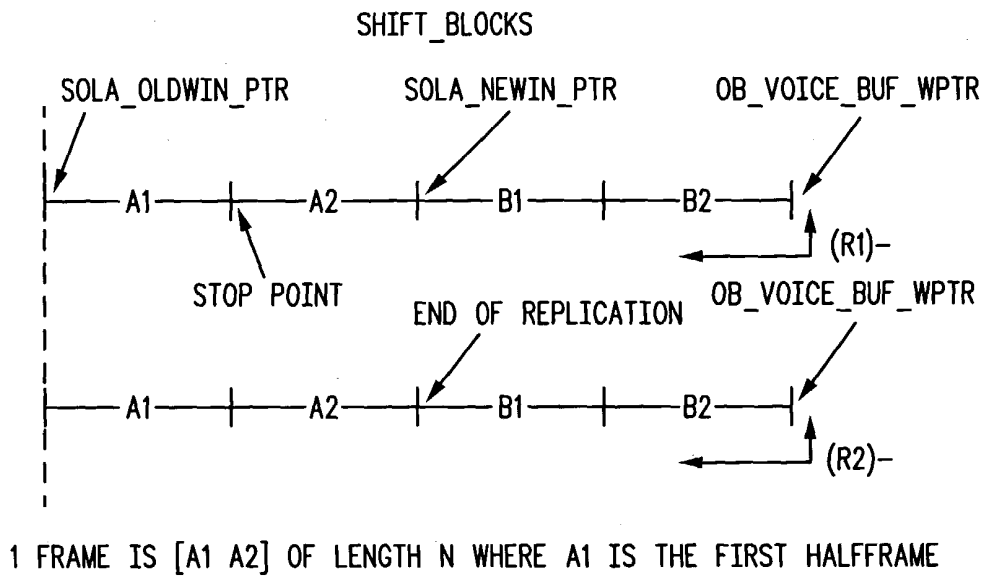 SHIFT_BLOCKS
SOLA_OLDWIN_PTR SOLA_NEWIN_PTR OB_VOICE_BUF_WPTR
A1 A2 B1 B2
(R1)-
STOP POINT
OB_VOICE_BUF_WPTR
END OF REPLICATION
A1 A2 B1 B2
(R2)-
1 FRAME IS [A1 A2] OF LENGTH N WHERE A1 IS THE FIRST HALFFRAME